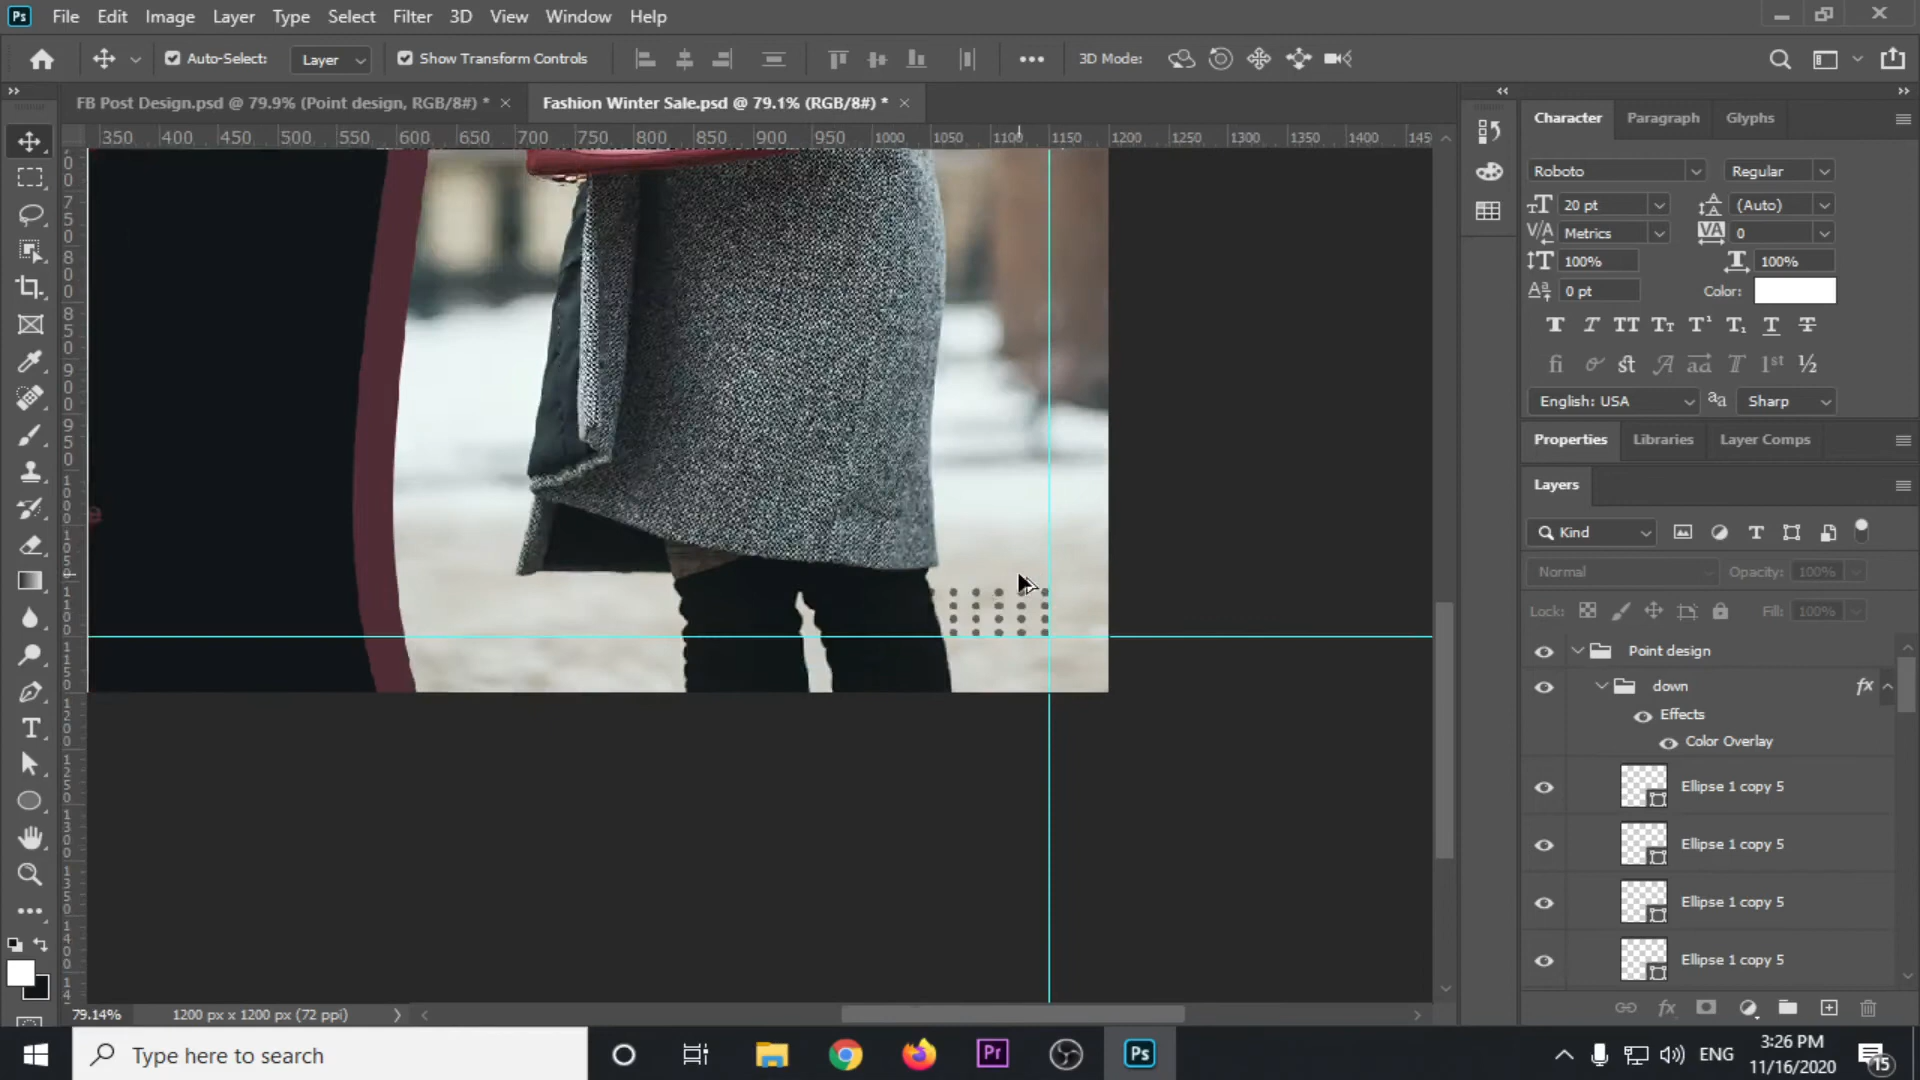 Ps File Edit Image Layer Type Select Filter 3D View Window Help
Auto-Select: Layer Show Transform Controls 3D Mode:
FB Post Design.psd @ 79.9% (Point design, RGB/8#) * Fashion Winter Sale.psd @ 79.1% (RGB/8#) *
350 400 450 500 550 600 650 700 750 800 850 900 950 1000 1050 1100 1150 1200 1250 1300 1350 1400
Character Paragraph Glyphs
Roboto Regular
20 pt (Auto)
Metrics 0
100% 100%
0 pt Color:
English: USA Sharp
Properties Libraries Layer Comps
Layers
Kind
Normal Opacity: 100%
Lock: Fill: 100%
Point design
down fx
Effects
Color Overlay
Ellipse 1 copy 5
Ellipse 1 copy 5
Ellipse 1 copy 5
Ellipse 1 copy 5
e
79.14% 1200 px x 1200 px (72 ppi)
Type here to search Pr Ps ENG 3:26 PM
11/16/2020 15